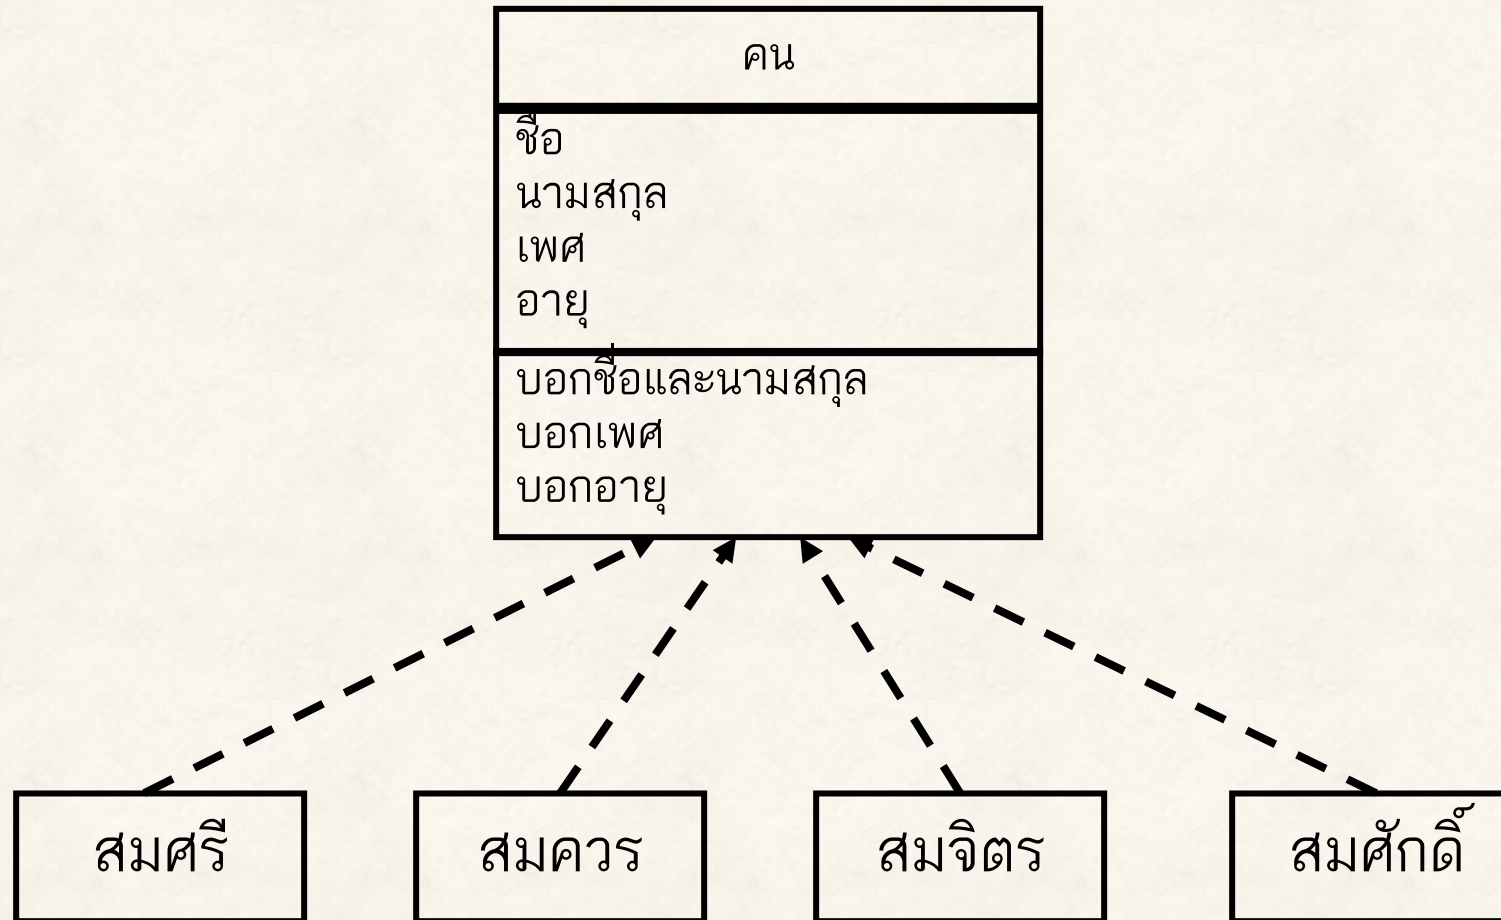 คน
ชื่อ
นามสกุล
เพศ
อายุ
บอกชื่อและนามสกุล
บอกเพศ
บอกอายุ
สมศรี สมควร สมจิตร สมศักดิ์